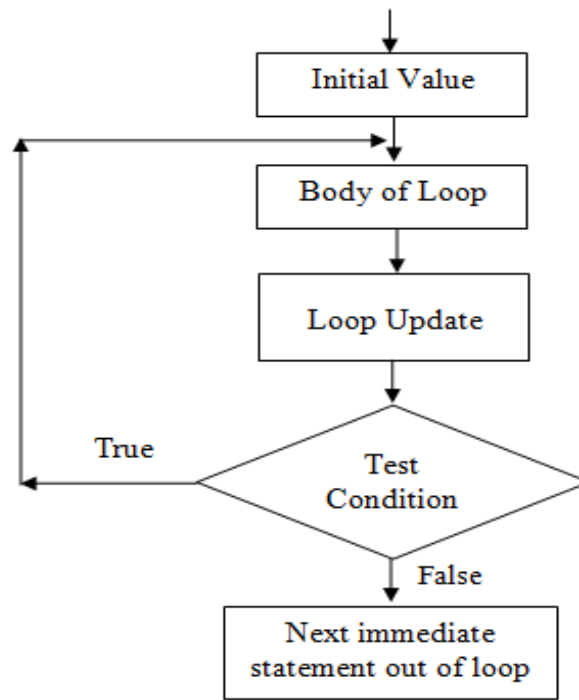 Initial Value
Body of Loop
Loop Update
True
Test
Condition
False
Next immediate
statement out of loop